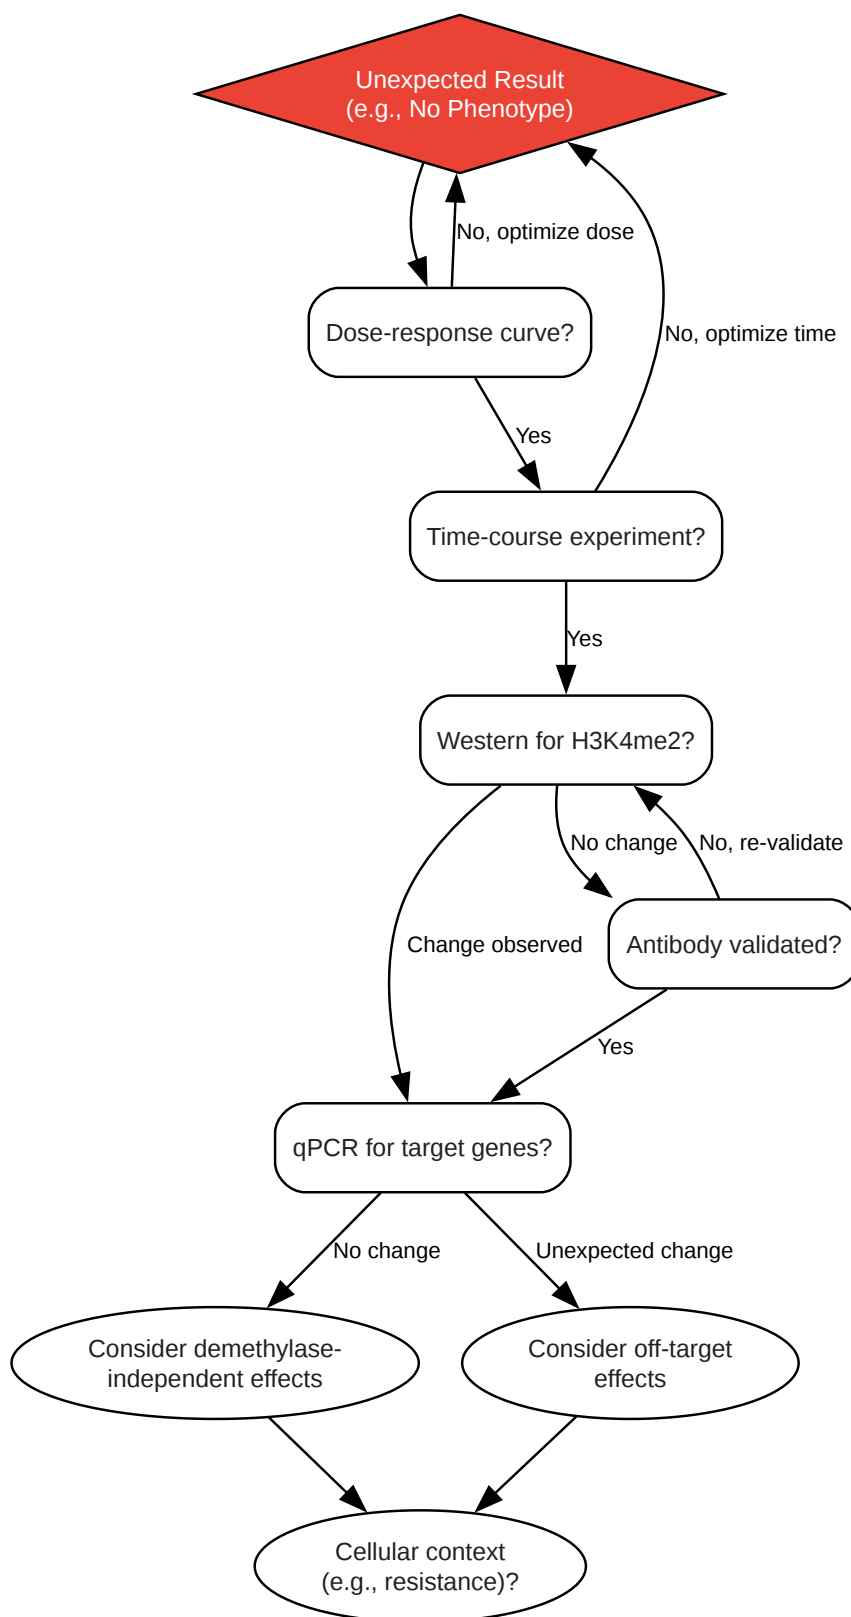 Unexpected Result
(e.g., No Phenotype)
No, optimize dose
Dose-response curve?
No, optimize time
Yes
Time-course experiment?
Yes
Western for H3K4me2?
No change
No, re-validate
Change observed
Antibody validated?
Yes
qPCR for target genes?
No change
Unexpected change
Consider demethylase-
independent effects
Consider off-target
effects
Cellular context
(e.g., resistance)?